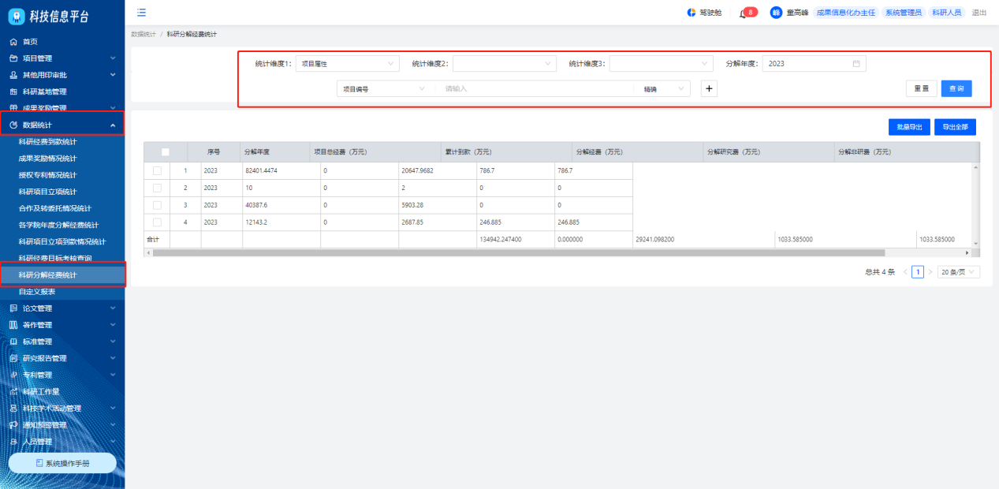 科技信息平台
驾驶舱 8 峰 童高峰 成果信息化办主任 系统管理员 科研人员 退出
首页
项目管理
其他用印审批
科研基地管理
成果奖励管理
数据统计
科研经费到款统计
成果奖励情况统计
授权专利情况统计
科研项目立项统计
合作及转委托情况统计
各学院年度分解经费统计
科研项目立项到款情况统计
科研经费目标考核查询
科研分解经费统计
自定义报表
论文管理
著作管理
标准管理
研究报告管理
专利管理
科研工作量
科技学术活动管理
通知预警管理
人员管理
系统操作手册
数据统计 / 科研分解经费统计
统计维度1: 项目属性 统计维度2: 统计维度3: 分解年度: 2023
项目编号 请输入 精确 + 重置 查询
批量导出 导出全部
序号 分解年度 项目总经费（万元） 累计到款（万元） 分解经费（万元） 分解研究费（万元） 分解非研费（万元）
1 2023 82401.4474 0 20647.9682 786.7 786.7
2 2023 10 0 2 0 0
3 2023 40387.6 0 5903.28 0 0
4 2023 12143.2 0 2687.85 246.885 246.885
合计 134942.247400 0.000000 29241.098200 1033.585000 1033.585000
总共 4 条 < 1 > 20 条/页